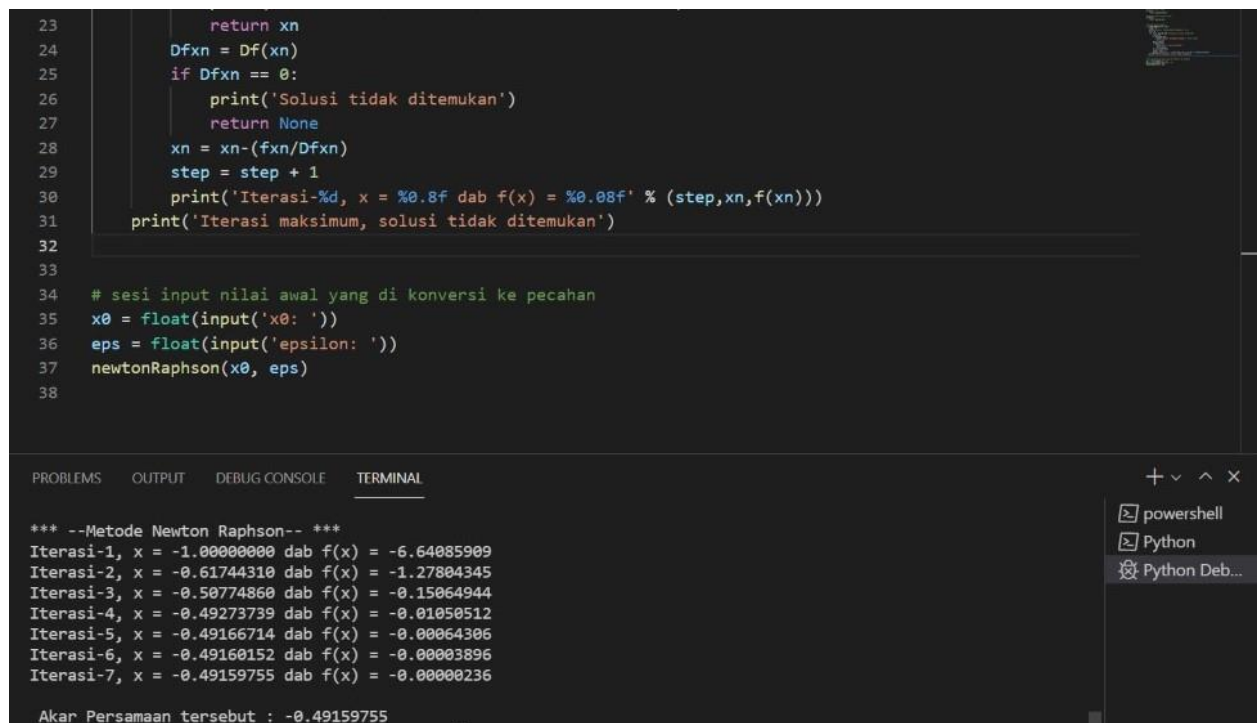 23 return xn
24 Dfxn = Df(xn)
25 if Dfxn == 0:
26 print('Solusi tidak ditemukan')
27 return None
28 xn = xn-(fxn/Dfxn)
29 step = step + 1
30 print('Iterasi-%d, x = %0.8f dab f(x) = %0.08f' % (step,xn,f(xn)))
31 print('Iterasi maksimum, solusi tidak ditemukan')
32
33
34 # sesi input nilai awal yang di konversi ke pecahan
35 x0 = float(input('x0: '))
36 eps = float(input('epsilon: '))
37 newtonRaphson(x0, eps)
38
PROBLEMS OUTPUT DEBUG CONSOLE TERMINAL
*** --Metode Newton Raphson-- ***
Iterasi-1, x = -1.00000000 dab f(x) = -6.64085909
Iterasi-2, x = -0.61744310 dab f(x) = -1.27804345
Iterasi-3, x = -0.50774860 dab f(x) = -0.15064944
Iterasi-4, x = -0.49273739 dab f(x) = -0.01050512
Iterasi-5, x = -0.49166714 dab f(x) = -0.00064306
Iterasi-6, x = -0.49160152 dab f(x) = -0.00003896
Iterasi-7, x = -0.49159755 dab f(x) = -0.00000236
Akar Persamaan tersebut : -0.49159755
powershell
Python
Python Deb...